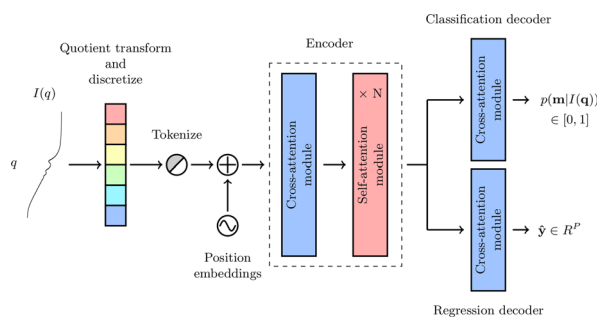 Classification decoder
Quotient transform
and
discretize
Encoder
I(q)
q
Tokenize
Position
embeddings
Cross-attention
module
× N
Self-attention
module
Cross-attention
module
p(m|I(q))
∈ [0, 1]
Cross-attention
module
ŷ ∈ R^P
Regression decoder